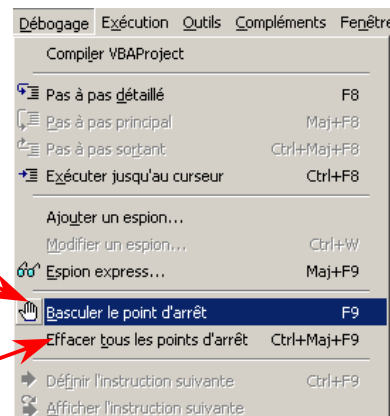 Débogage Exécution Outils Compléments Fenêtre
Compiler VBAProject
Pas à pas détaillé F8
Pas à pas principal Maj+F8
Pas à pas sortant Ctrl+Maj+F8
Exécuter jusqu'au curseur Ctrl+F8
Ajouter un espion...
Modifier un espion... Ctrl+W
Espion express... Maj+F9
Basculer le point d'arrêt F9
Effacer tous les points d'arrêt Ctrl+Maj+F9
Définir l'instruction suivante Ctrl+F9
Afficher l'instruction suivante